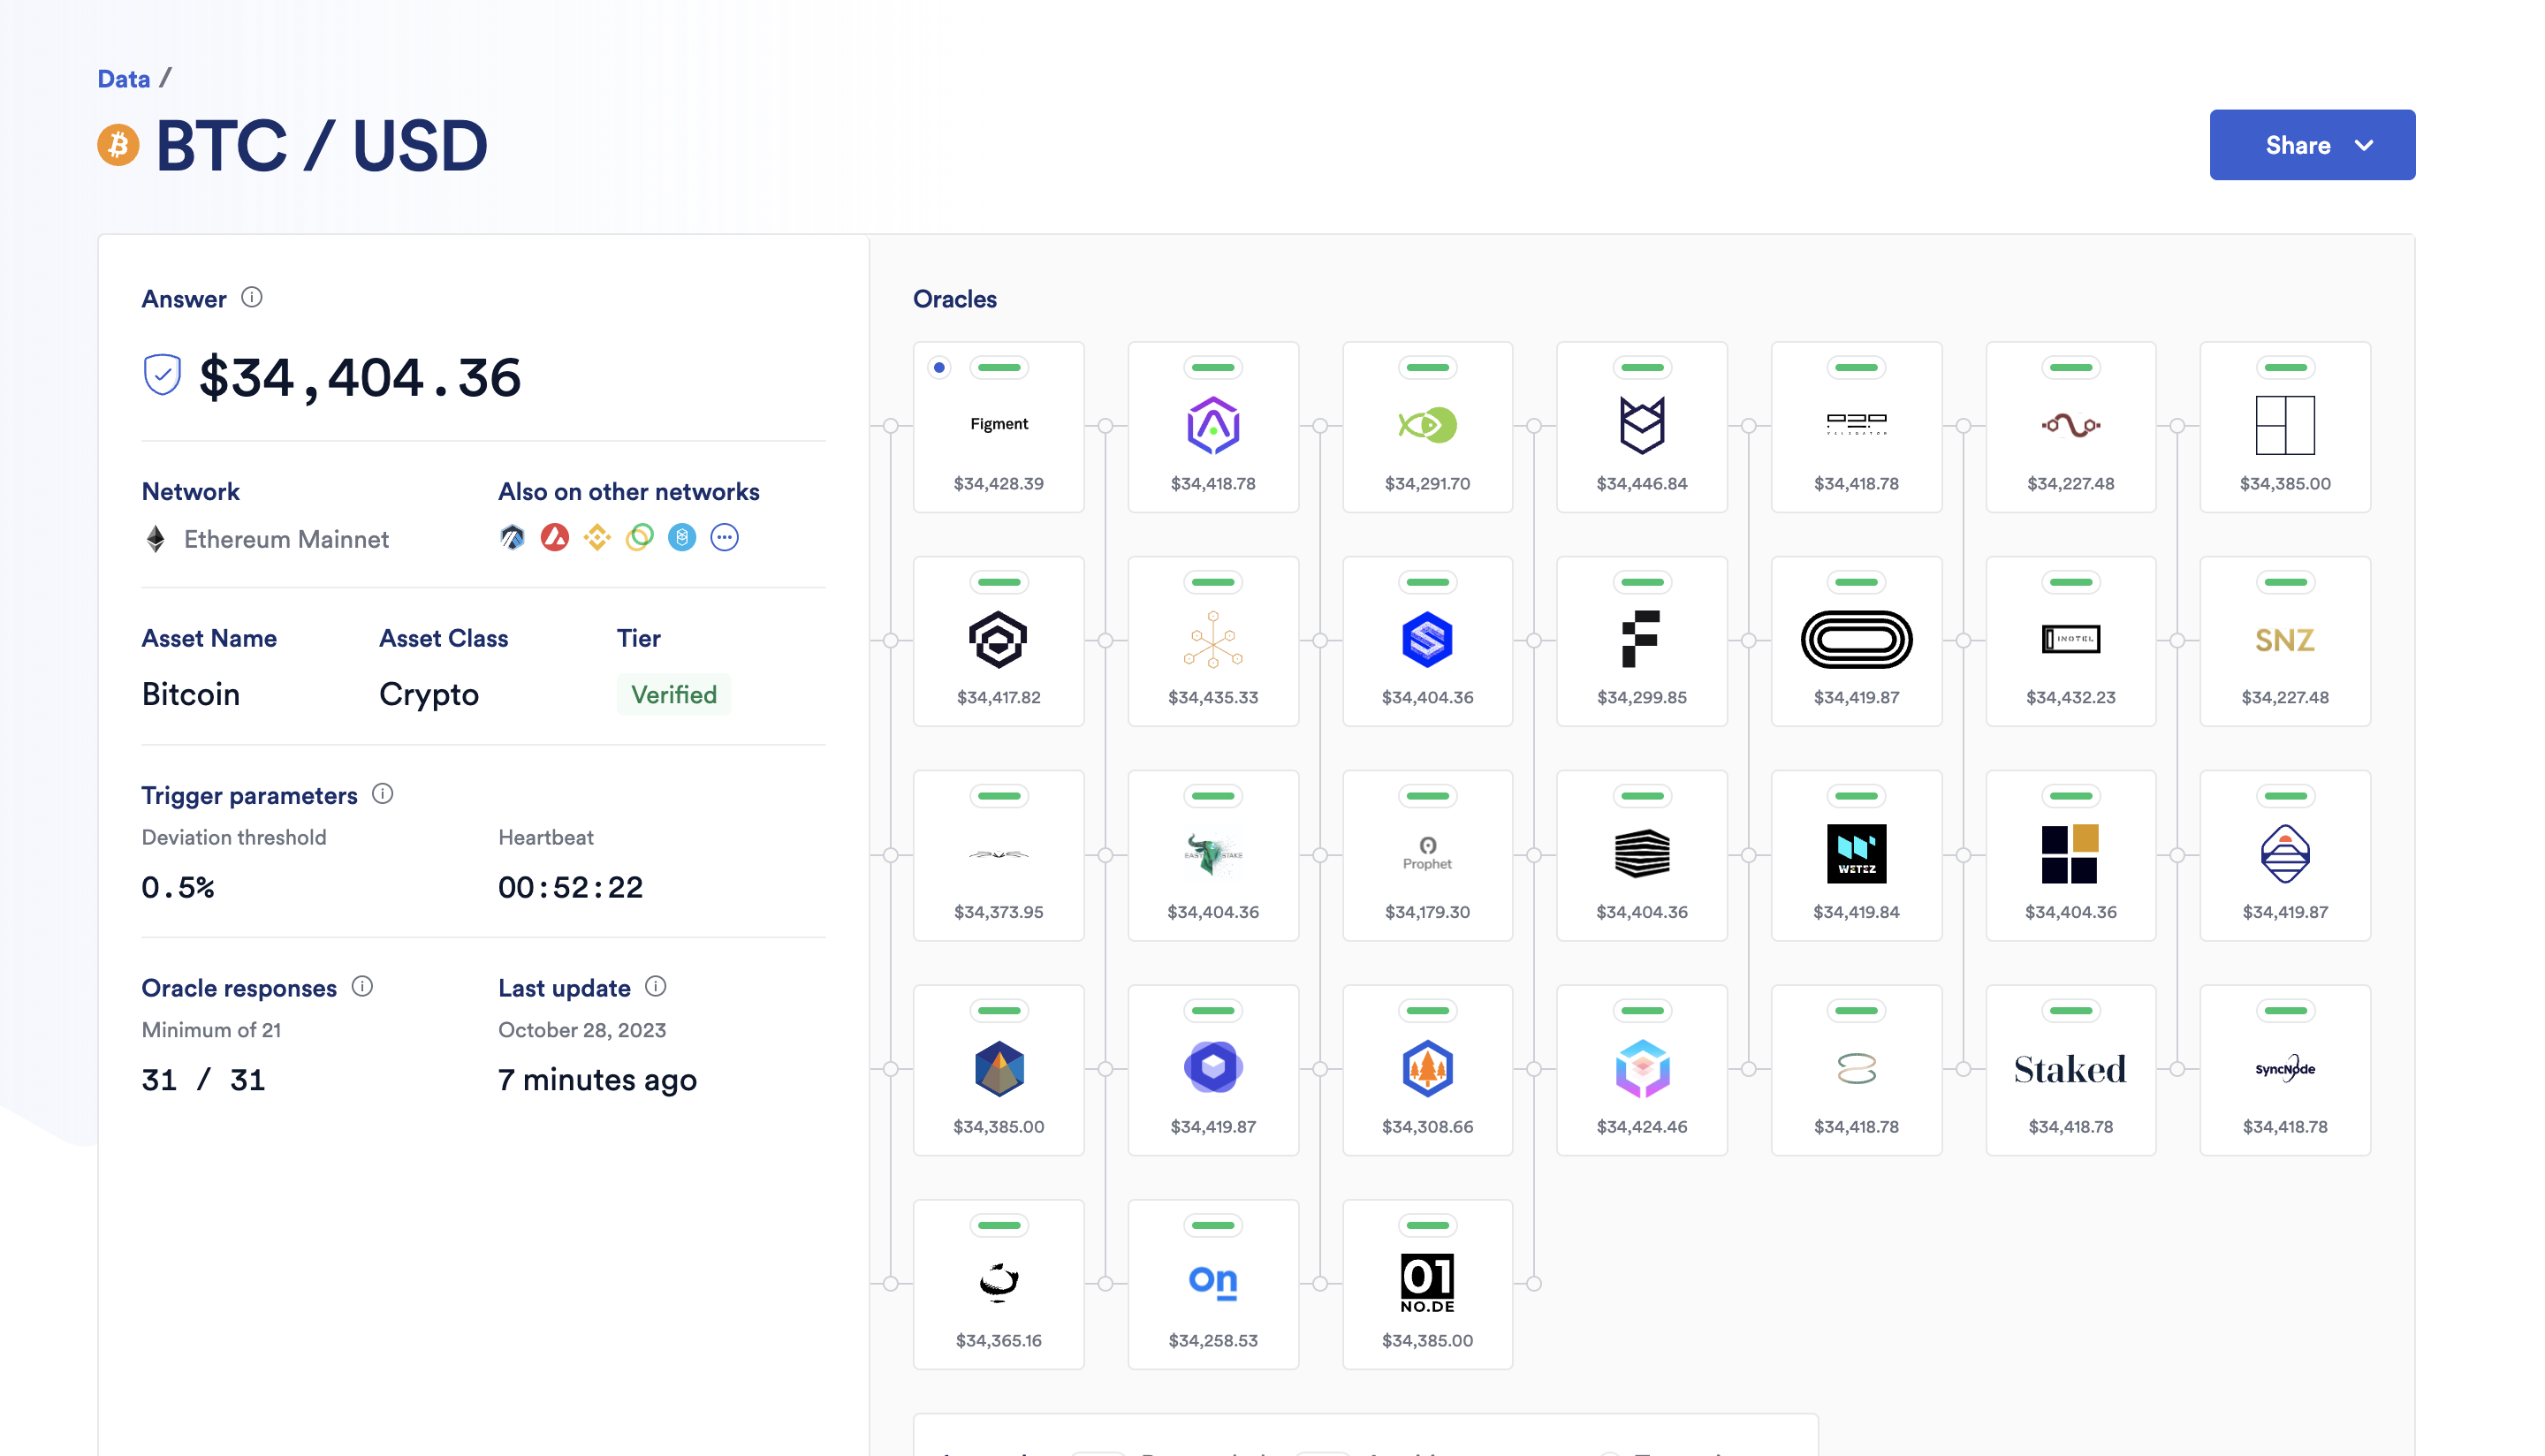 Data /
BTC / USD
Share
Answer
$34,404.36
Network
Also on other networks
Ethereum Mainnet
Asset Name
Asset Class
Tier
Bitcoin
Crypto
Verified
Trigger parameters
Deviation threshold
Heartbeat
0.5%
00:52:22
Oracle responses
Last update
Minimum of 21
October 28, 2023
31 / 31
7 minutes ago
Oracles
Figment
$34,428.39
$34,418.78
$34,291.70
$34,446.84
P2P
VALIDATOR
$34,418.78
$34,227.48
$34,385.00
$34,417.82
$34,435.33
$34,404.36
$34,299.85
$34,419.87
INOTEL
$34,432.23
SNZ
$34,227.48
$34,373.95
EASY STAKE
$34,404.36
Prophet
$34,179.30
$34,404.36
WETEZ
$34,419.84
$34,404.36
$34,419.87
$34,385.00
$34,419.87
$34,308.66
$34,424.46
$34,418.78
Staked
$34,418.78
SyncNode
$34,418.78
$34,365.16
on
$34,258.53
01
NO.DE
$34,385.00